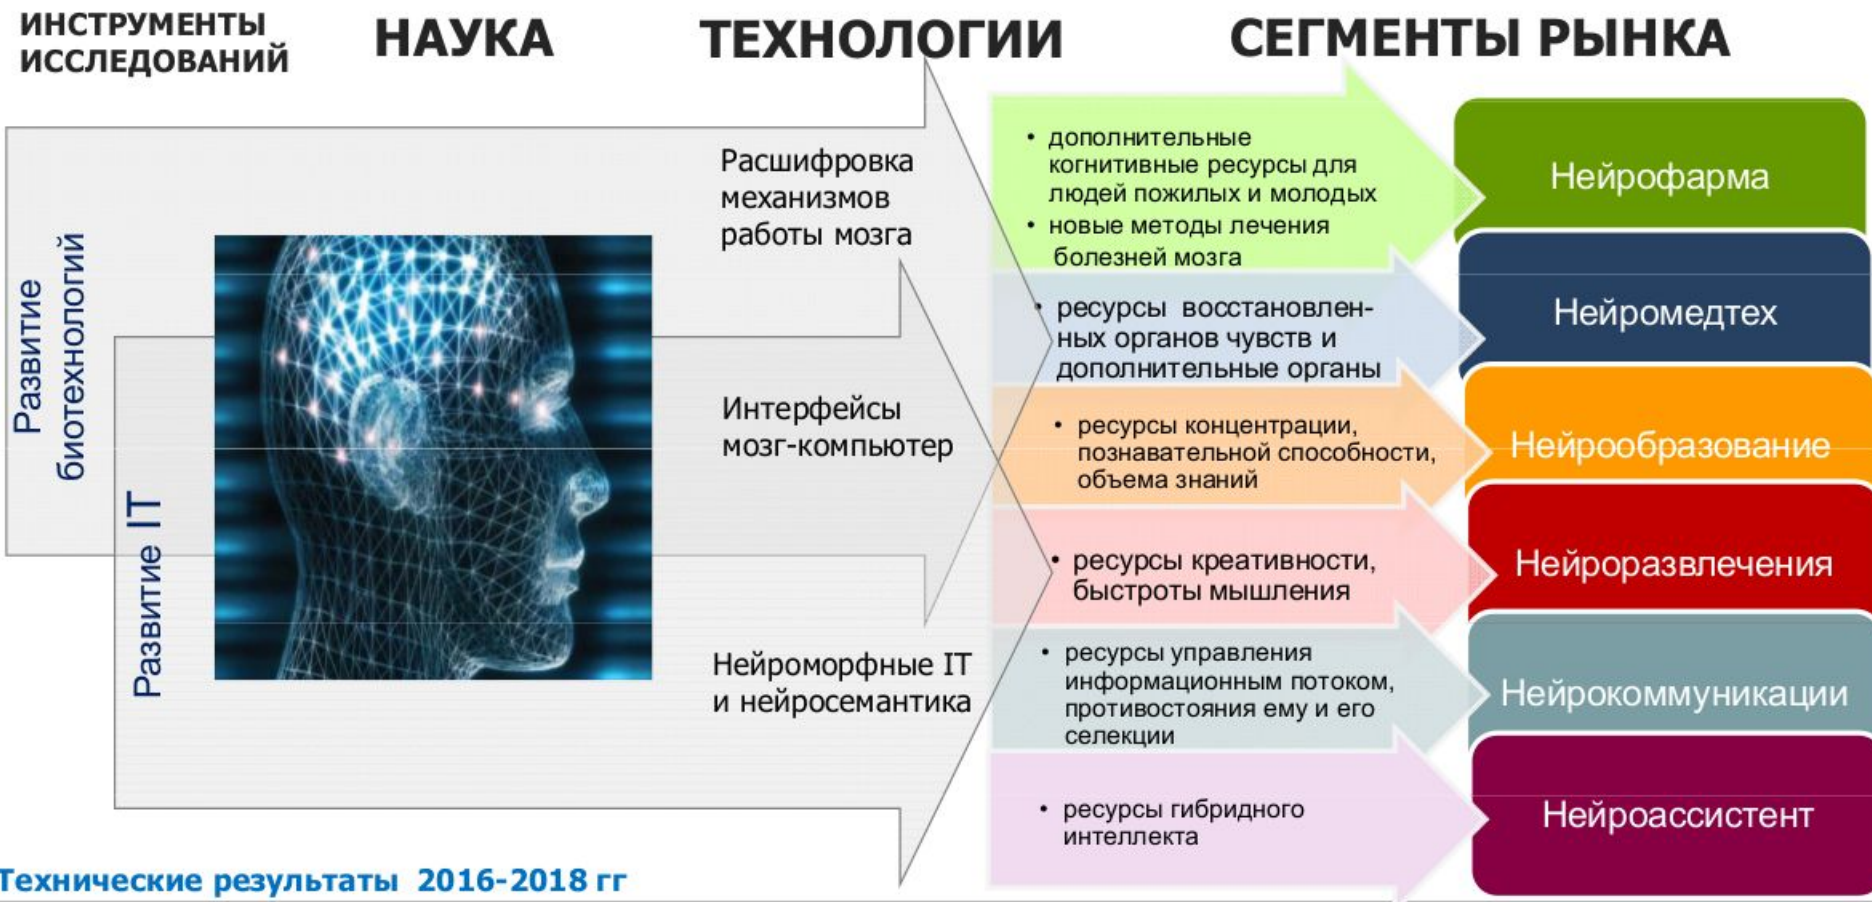 ИНСТРУМЕНТЫ
ИССЛЕДОВАНИЙ
НАУКА
ТЕХНОЛОГИИ
СЕГМЕНТЫ РЫНКА
Развитие
биотехнологий
Развитие IT
Расшифровка
механизмов
работы мозга
Интерфейсы
мозг-компьютер
Нейроморфные IT
и нейросемантика
• дополнительные
когнитивные ресурсы для
людей пожилых и молодых
• новые методы лечения
болезней мозга
Нейрофарма
• ресурсы восстановлен-
ных органов чувств и
дополнительные органы
Нейромедтех
• ресурсы концентрации,
познавательной способности,
объема знаний
Нейрообразование
• ресурсы креативности,
быстроты мышления
Нейроразвлечения
• ресурсы управления
информационным потоком,
противостояния ему и его
селекции
Нейрокоммуникации
• ресурсы гибридного
интеллекта
Нейроассистент
Технические результаты 2016-2018 гг